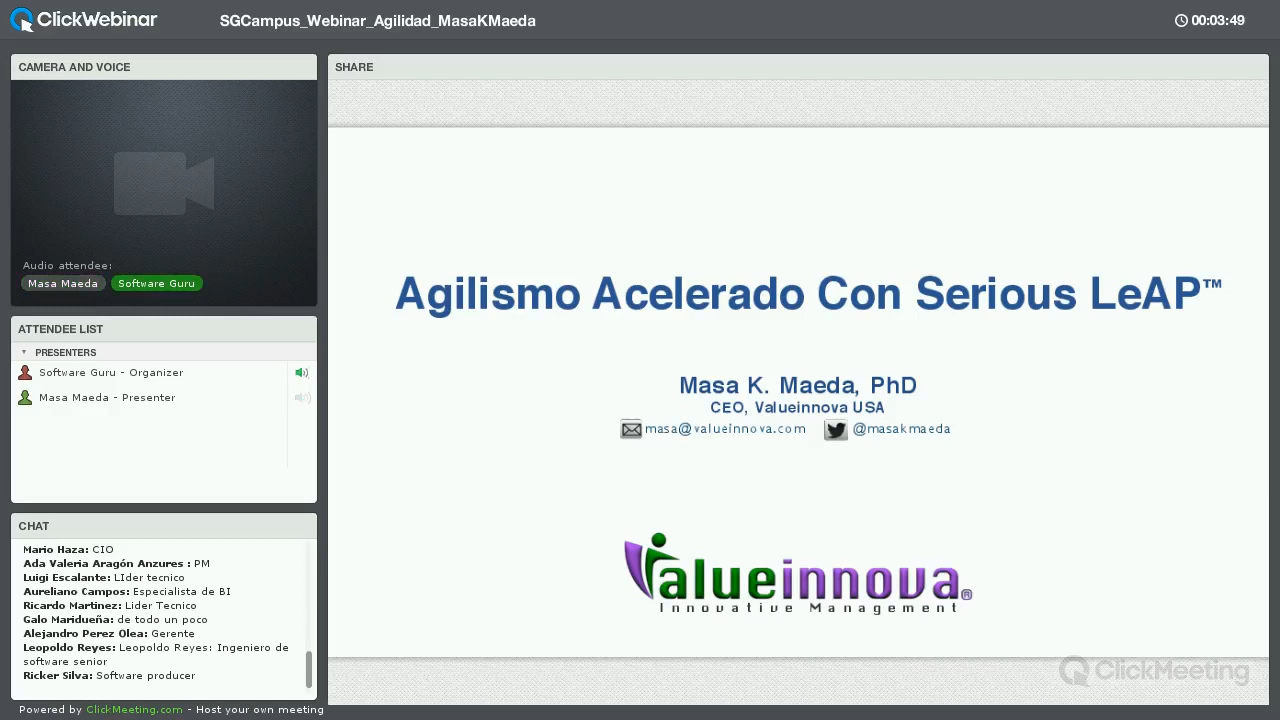 ClickWebinar
SGCampus_Webinar_Agilidad_MasaKMaeda
00:03:49
CAMERA AND VOICE
Audio attendee:
Masa Maeda
Software Guru
ATTENDEE LIST
PRESENTERS
Software Guru - Organizer
Masa Maeda - Presenter
CHAT
Mario Haza: CIO
Ada Valeria Aragón Anzures : PM
Luigi Escalante: LIder tecnico
Aureliano Campos: Especialista de BI
Ricardo Martinez: Lider Tecnico
Galo Maridueña: de todo un poco
Alejandro Perez Olea: Gerente
Leopoldo Reyes: Leopoldo Reyes: Ingeniero de
software senior
Ricker Silva: Software producer
Powered by ClickMeeting.com - Host your own meeting
SHARE
Agilismo Acelerado Con Serious LeAP™
Masa K. Maeda, PhD
CEO, Valueinnova USA
masa@valueinnova.com @masakmaeda
Valueinnova®
Innovative Management
ClickMeeting